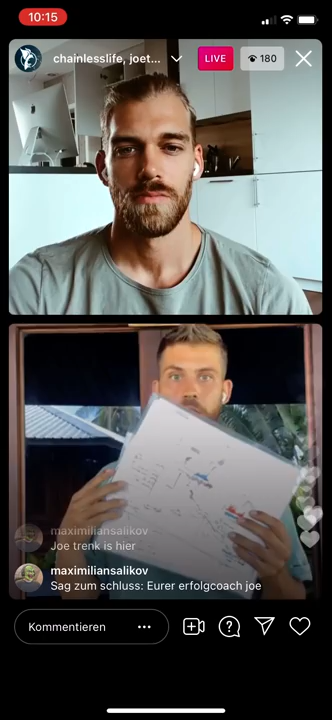 10:15
chainlesslife, joet...
LIVE
180
maximiliansalikov
Joe trenk is hier
maximiliansalikov
Sag zum schluss: Eurer erfolgcoach joe
Kommentieren